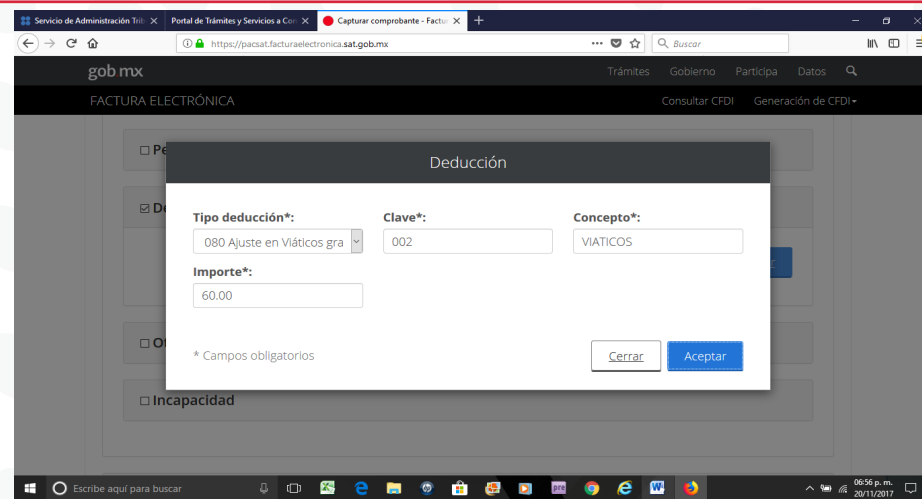 Servicio de Administración Trib
Portal de Trámites y Servicios a Con
Capturar comprobante - Factu
https://pacsat.facturaelectronica.sat.gob.mx
Buscar
gob mx
Trámites Gobierno Participa Datos
FACTURA ELECTRÓNICA
Consultar CFDI Generación de CFDI
Pe
Deducción
De
Tipo deducción*: Clave*: Concepto*:
080 Ajuste en Viáticos gra 002 VIATICOS
Importe*:
60.00
r
Ot
* Campos obligatorios
Cerrar Aceptar
Incapacidad
Escribe aquí para buscar
pre
06:56 p. m.
20/11/2017